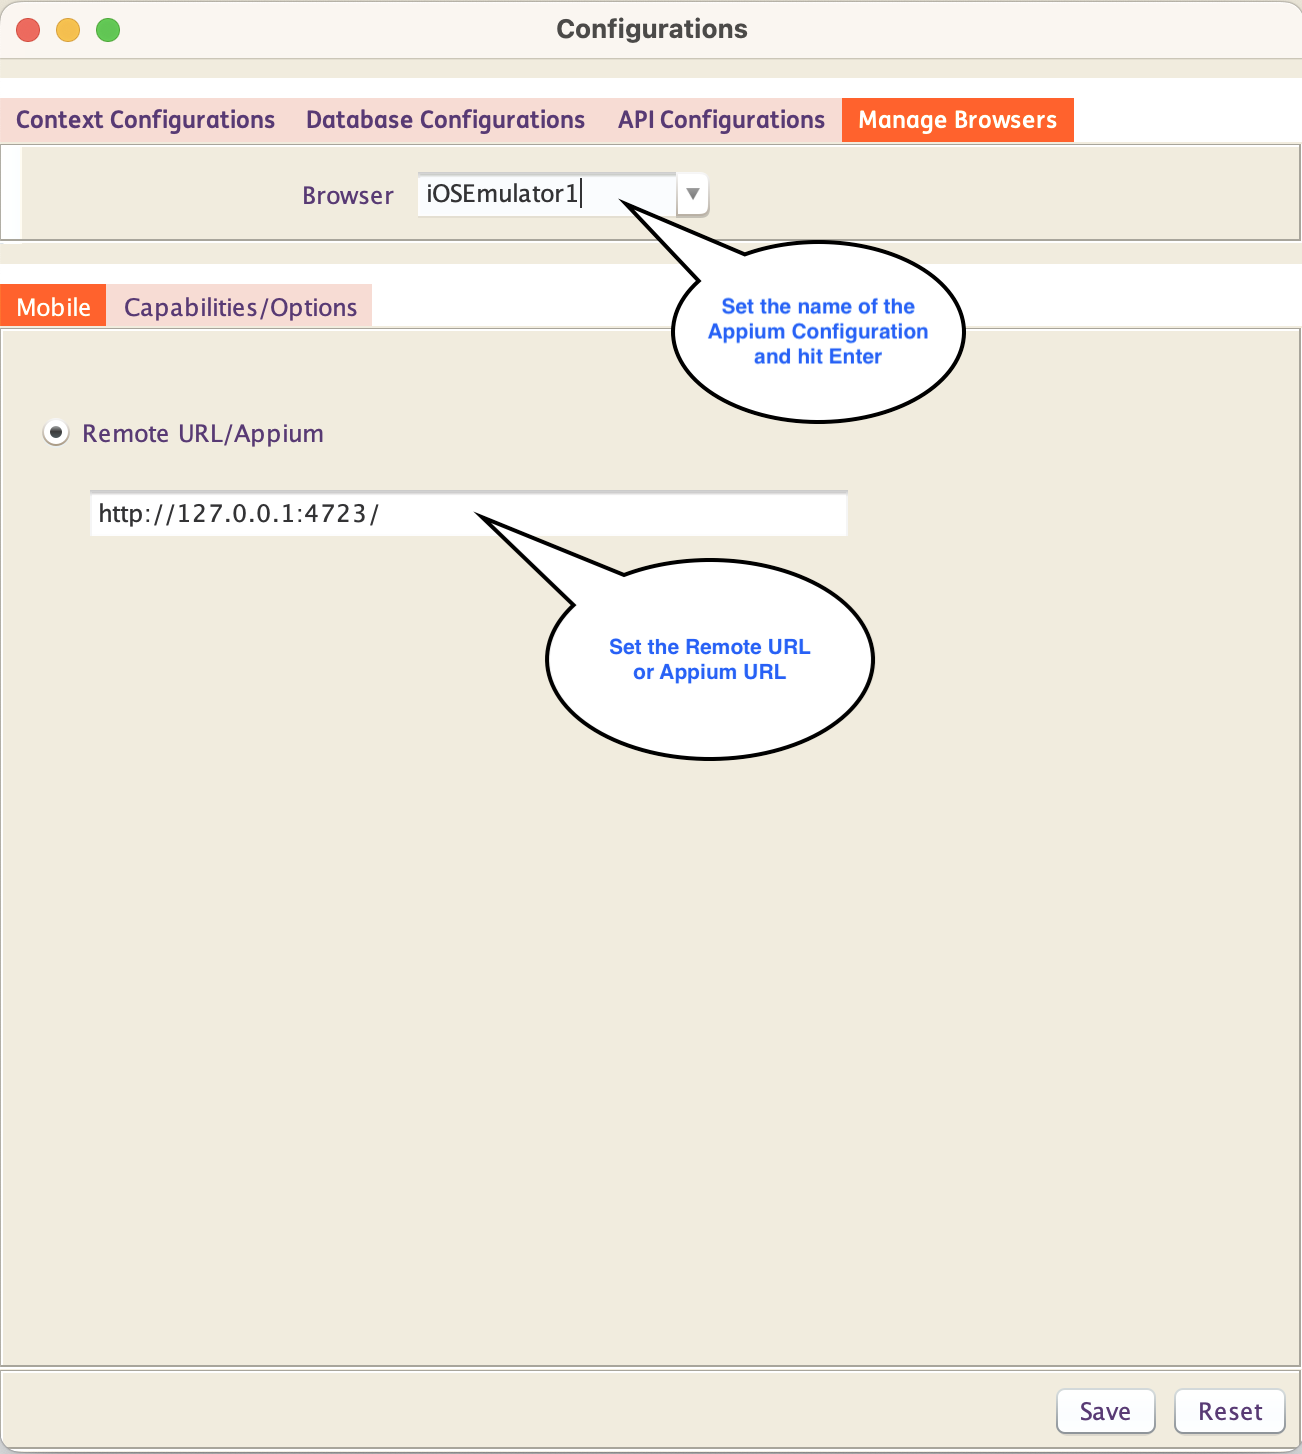 Configurations
Context Configurations Database Configurations API Configurations Manage Browsers
Browser iOSEmulator1
Mobile Capabilities/Options
Set the name of the
Appium Configuration
and hit Enter
Remote URL/Appium
http://127.0.0.1:4723/
Set the Remote URL
or Appium URL
Save Reset